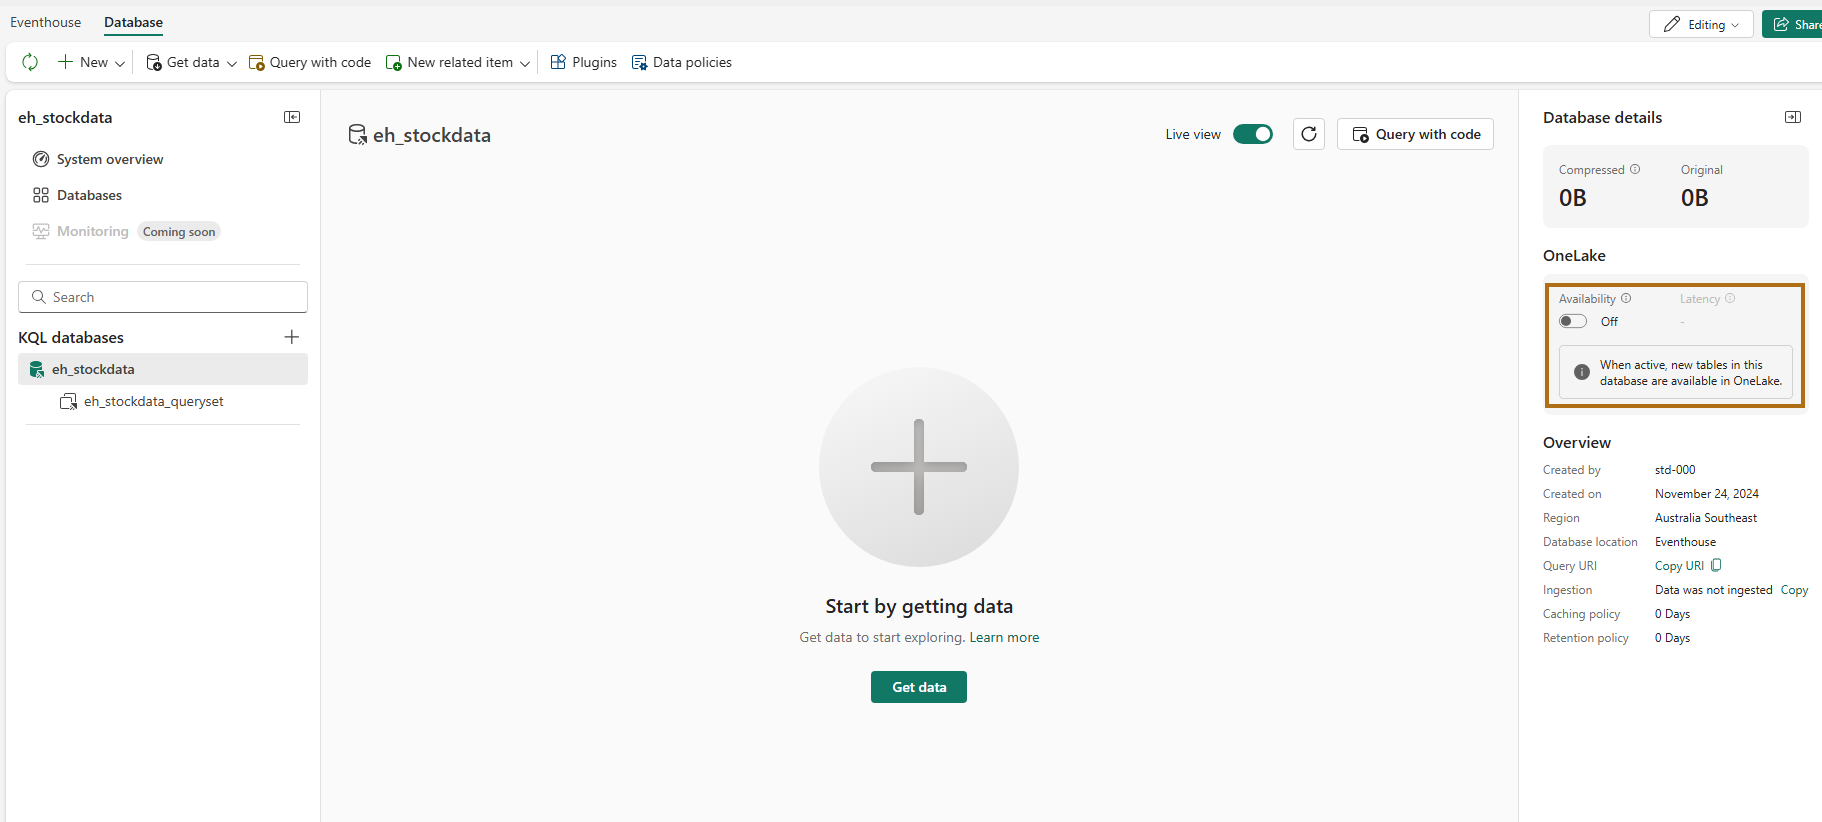 Eventhouse Database
Editing
Share
New Get data Query with code New related item Plugins Data policies
eh_stockdata
System overview
Databases
Monitoring Coming soon
Search
KQL databases
eh_stockdata
eh_stockdata_queryset
eh_stockdata
Live view
Query with code
Start by getting data
Get data to start exploring. Learn more
Get data
Database details
Compressed Original
0B 0B
OneLake
Availability Latency
Off -
When active, new tables in this
database are available in OneLake.
Overview
Created by std-000
Created on November 24, 2024
Region Australia Southeast
Database location Eventhouse
Query URI Copy URI
Ingestion Data was not ingested Copy
Caching policy 0 Days
Retention policy 0 Days